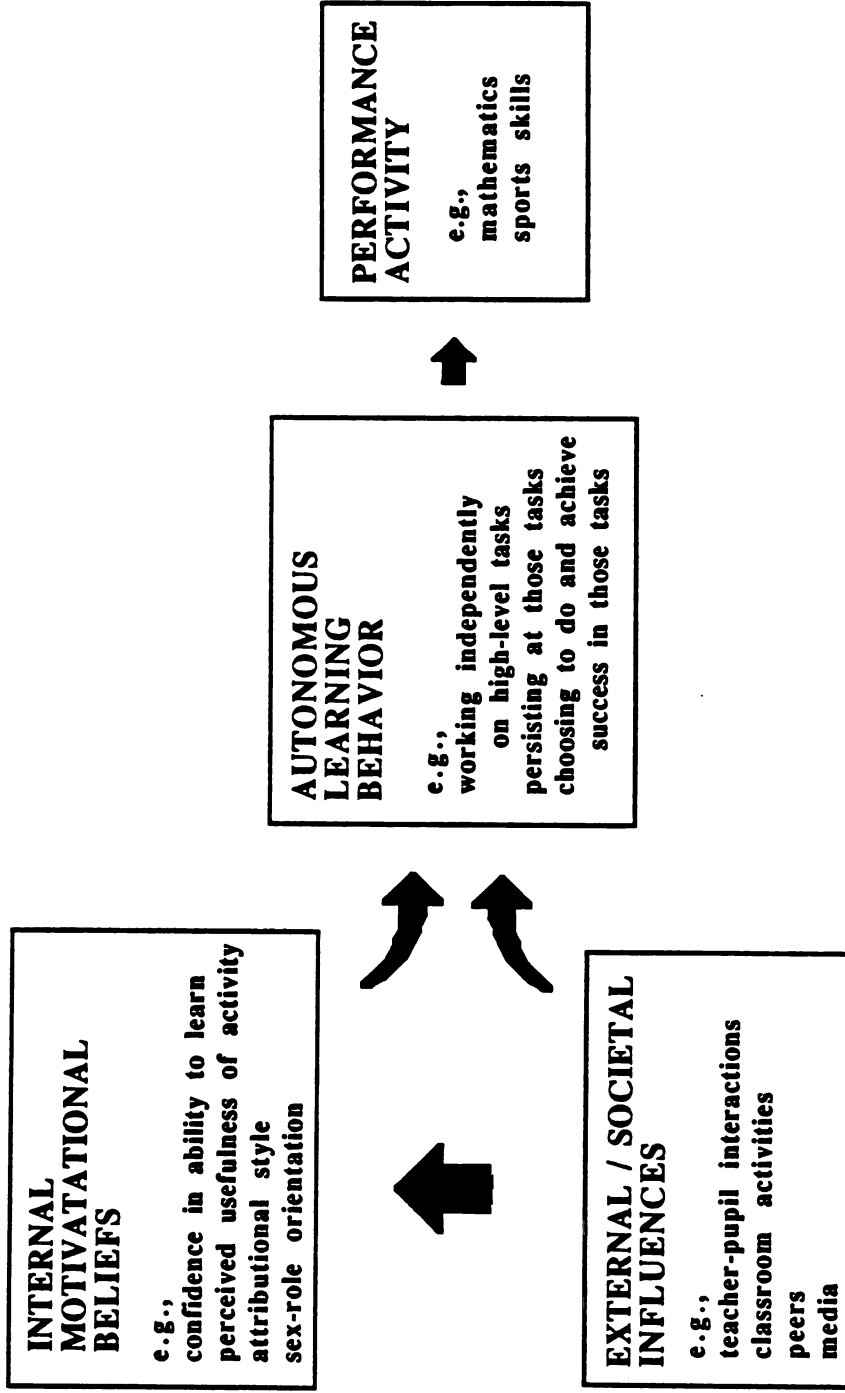 INTERNAL
MOTIVATATIONAL
BELIEFS
e.g.,
confidence in ability to learn
perceived usefulness of activity
attributional style
sex-role orientation
EXTERNAL / SOCIETAL
INFLUENCES
e.g.,
teacher-pupil interactions
classroom activities
peers
media
AUTONOMOUS
LEARNING
BEHAVIOR
e.g.,
working independently
on high-level tasks
persisting at those tasks
choosing to do and achieve
success in those tasks
PERFORMANCE
ACTIVITY
e.g.,
mathematics
sports skills